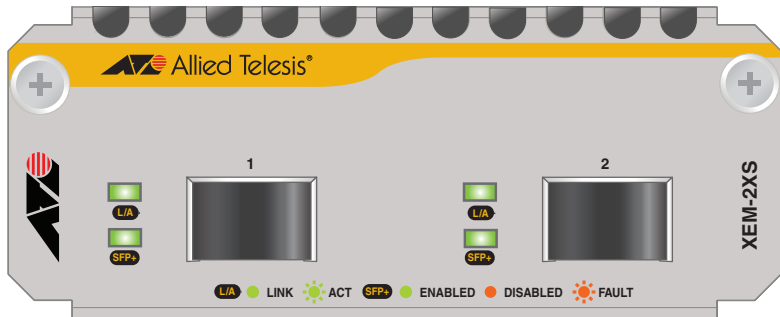 Allied Telesis®
1
2
L/A
SFP+
L/A
SFP+
XEM-2XS
L/A LINK ACT SFP+ ENABLED DISABLED FAULT